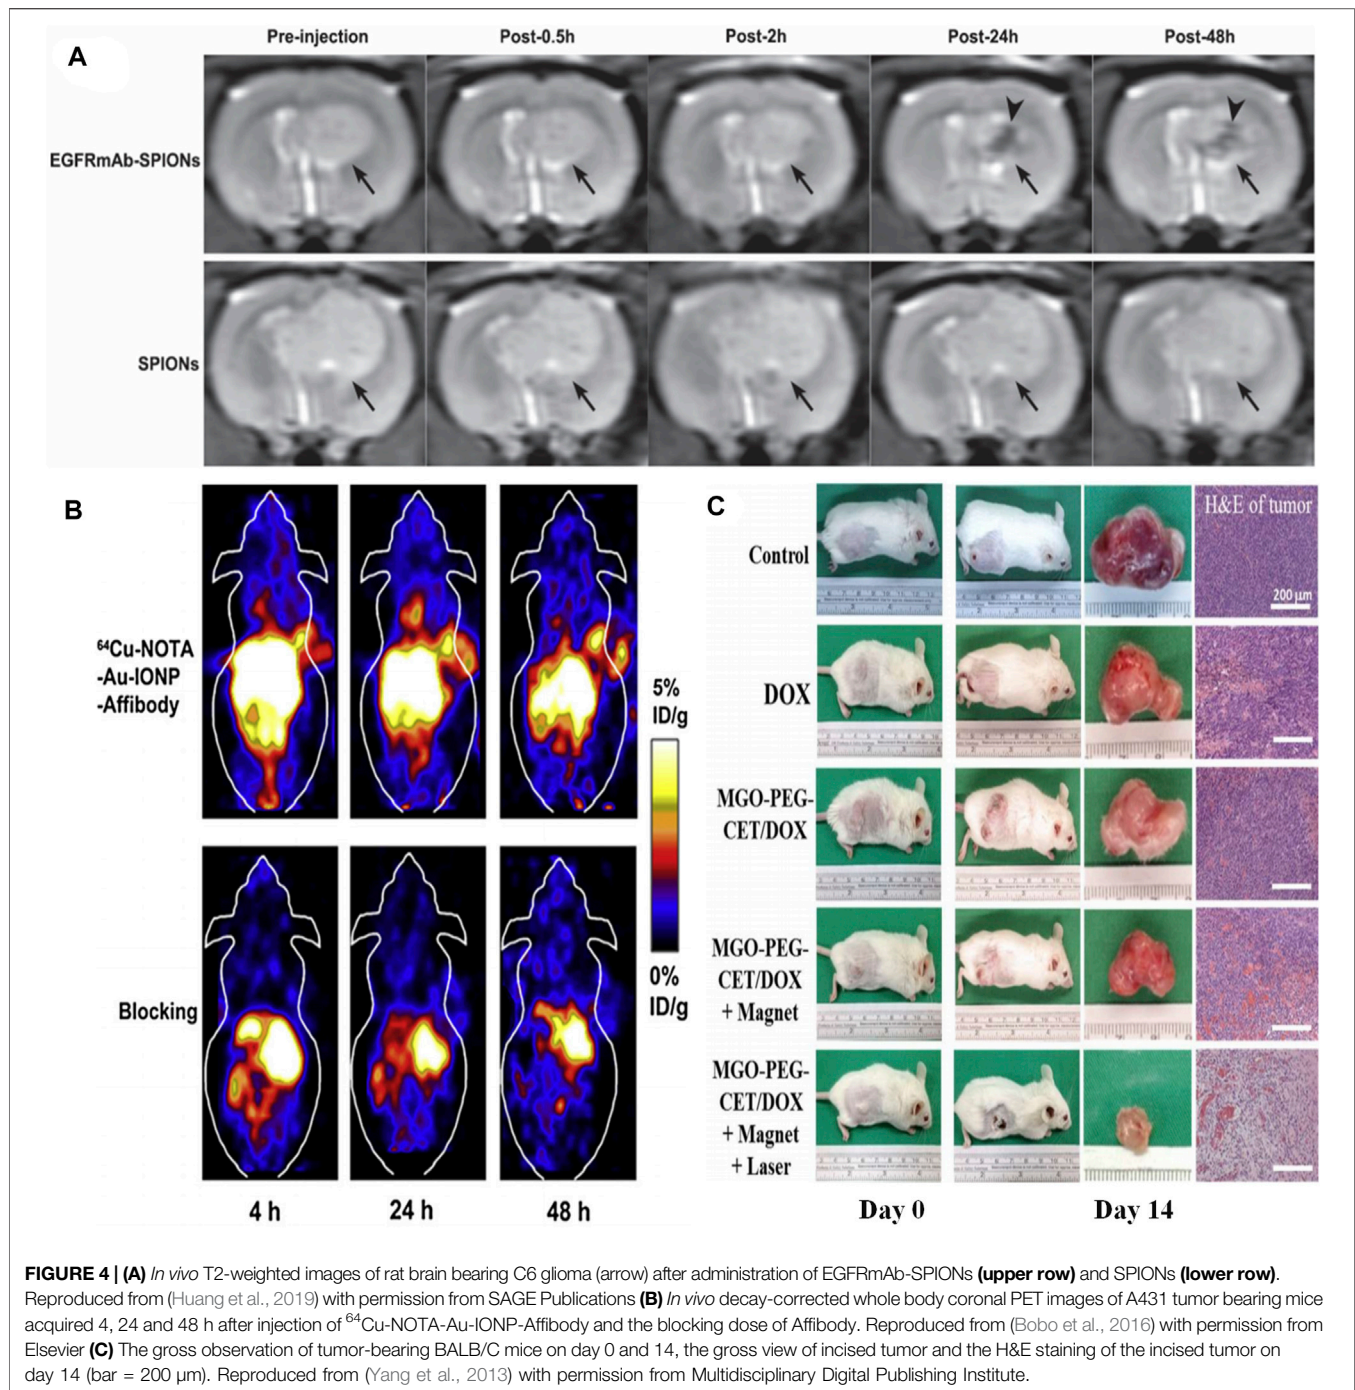 A
Pre-injection
Post-0.5h
Post-2h
Post-24h
Post-48h
EGFRmAb-SPIONs
SPIONs
B
⁶⁴Cu-NOTA
-Au-IONP
-Affibody
Blocking
5%
ID/g
0%
ID/g
4 h
24 h
48 h
C
H&E of tumor
200 µm
Control
DOX
MGO-PEG-
CET/DOX
MGO-PEG-
CET/DOX
+ Magnet
MGO-PEG-
CET/DOX
+ Magnet
+ Laser
Day 0
Day 14
FIGURE 4 | (A) In vivo T2-weighted images of rat brain bearing C6 glioma (arrow) after administration of EGFRmAb-SPIONs (upper row) and SPIONs (lower row).
Reproduced from (Huang et al., 2019) with permission from SAGE Publications (B) In vivo decay-corrected whole body coronal PET images of A431 tumor bearing mice
acquired 4, 24 and 48 h after injection of ⁶⁴Cu-NOTA-Au-IONP-Affibody and the blocking dose of Affibody. Reproduced from (Bobo et al., 2016) with permission from
Elsevier (C) The gross observation of tumor-bearing BALB/C mice on day 0 and 14, the gross view of incised tumor and the H&E staining of the incised tumor on
day 14 (bar = 200 µm). Reproduced from (Yang et al., 2013) with permission from Multidisciplinary Digital Publishing Institute.